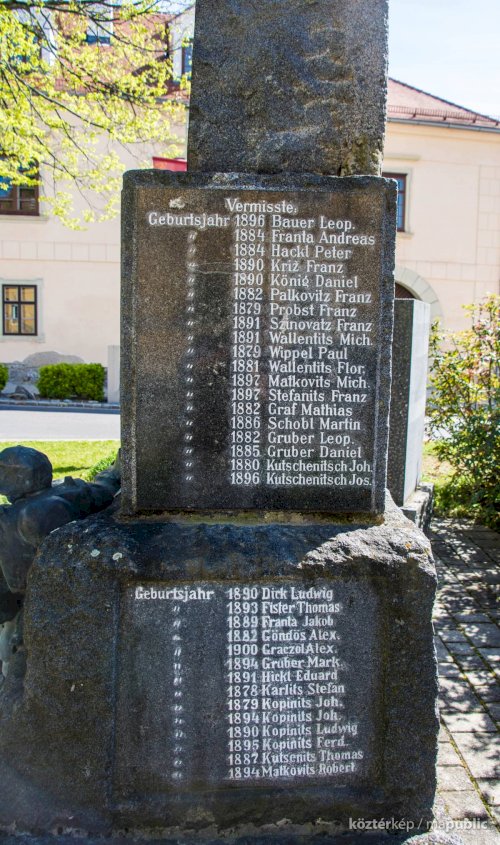 Vermisste:
Geburtsjahr 1896 Bauer Leop.
" 1884 Franta Andreas
" 1884 Hackl Peter
" 1890 Kriz Franz
" 1890 König Daniel
" 1882 Palkovitz Franz
" 1879 Probst Franz
" 1891 Szinovatz Franz
" 1891 Wallentits Mich.
" 1879 Wippel Paul
" 1881 Wallentits Flor.
" 1897 Matkovits Mich.
" 1897 Stefanits Franz
" 1882 Graf Mathias
" 1886 Schobl Martin
" 1882 Gruber Leop.
" 1885 Gruber Daniel
" 1880 Kutschenitsch Joh.
" 1896 Kutschenitsch Jos.
Geburtsjahr 1890 Dirk Ludwig
" 1893 Fister Thomas
" 1889 Franta Jakob
" 1882 Göndös Alex.
" 1900 Graczol Alex.
" 1894 Gruber Mark.
" 1891 Hickl Eduard
" 1878 Karlits Stefan
" 1879 Kopinits Joh.
" 1894 Kopinits Joh.
" 1890 Kopinits Ludwig
" 1895 Kopinits Ferd.
" 1887 Kutsenits Thomas
" 1894 Matkovits Robert
köztérkép / mapublic